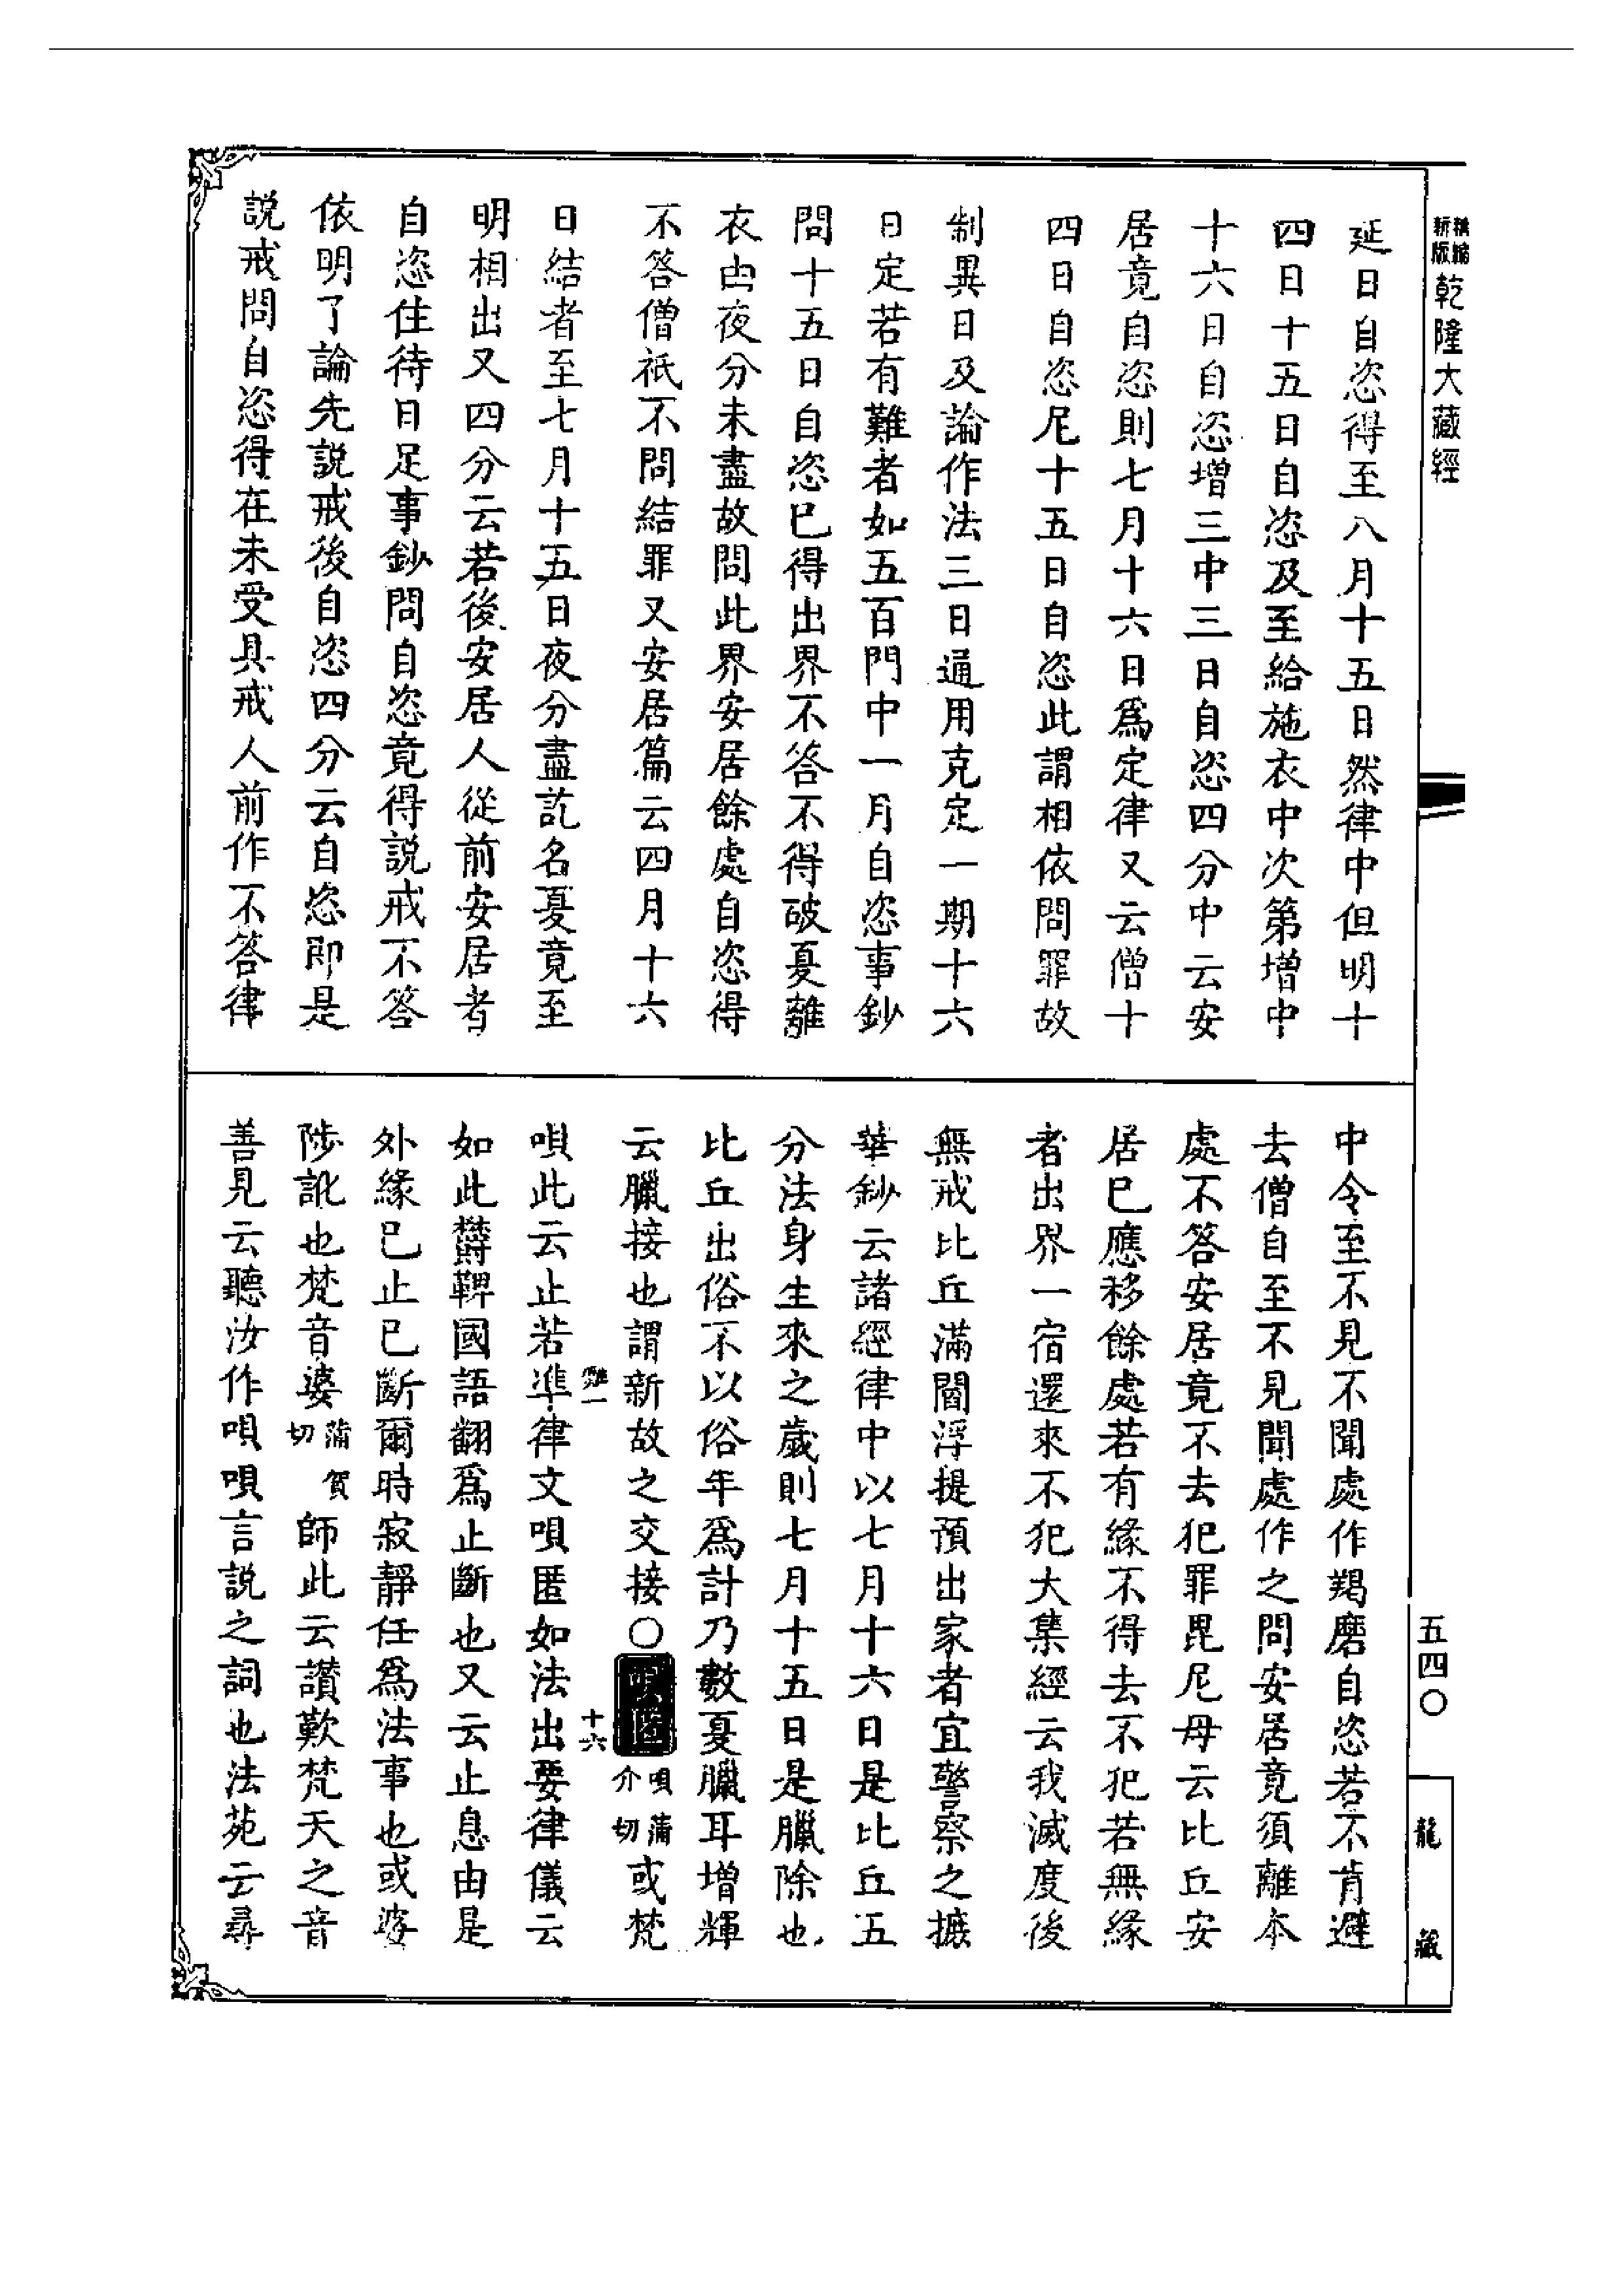 精縮新版乾隆大藏經
延日自恣得至八月十五日然律中但明十
四日十五日自恣及至給施衣中次第增中
十六日自恣增三中三日自恣四分中云安
居竟自恣則七月十六日爲定律又云僧十
四日自恣尼十五日自恣此謂相依問罪故
制異日及論作法三日通用克定一期十六
日定若有難者如五百門中一月自恣事鈔
問十五日自恣已得出界不答不得破夏離
衣由夜分未盡故問此界安居餘處自恣得
不答僧祇不問結罪又安居篇云四月十六
日結者至七月十五日夜分盡訖名夏竟至
明相出又四分云若後安居人從前安居者
自恣住待日足事鈔問自恣竟得説戒不答
依明了論先説戒後自恣四分云自恣即是
説戒問自恣得在未受具戒人前作不答律
中令至不見不聞處作羯磨自恣若不肯避
去僧自至不見聞處作之問安居竟須離本
處不答安居竟不去犯罪毘尼母云比丘安
居已應移餘處若有緣不得去不犯若無緣
者出界一宿還來不犯大集經云我滅度後
無戒比丘滿閻浮提預出家者宜警察之摭
華鈔云諸經律中以七月十六日是比丘五
分法身生來之歲則七月十五日是臘除也
比丘出俗不以俗年爲計乃數夏臘耳增輝
云臘接也謂新故之交接○唄匿唄蒲介切或梵
唄此云止若準律文唄匿如法出要律儀云
如此鬱鞞國語翻爲止斷也又云止息由是
外緣已止已斷爾時寂靜任爲法事也或婆
陟訛也梵音婆蒲賀切師此云讚歎梵天之音
善見云聽汝作唄唄言説之詞也法苑云尋
十六
五四〇
龍藏